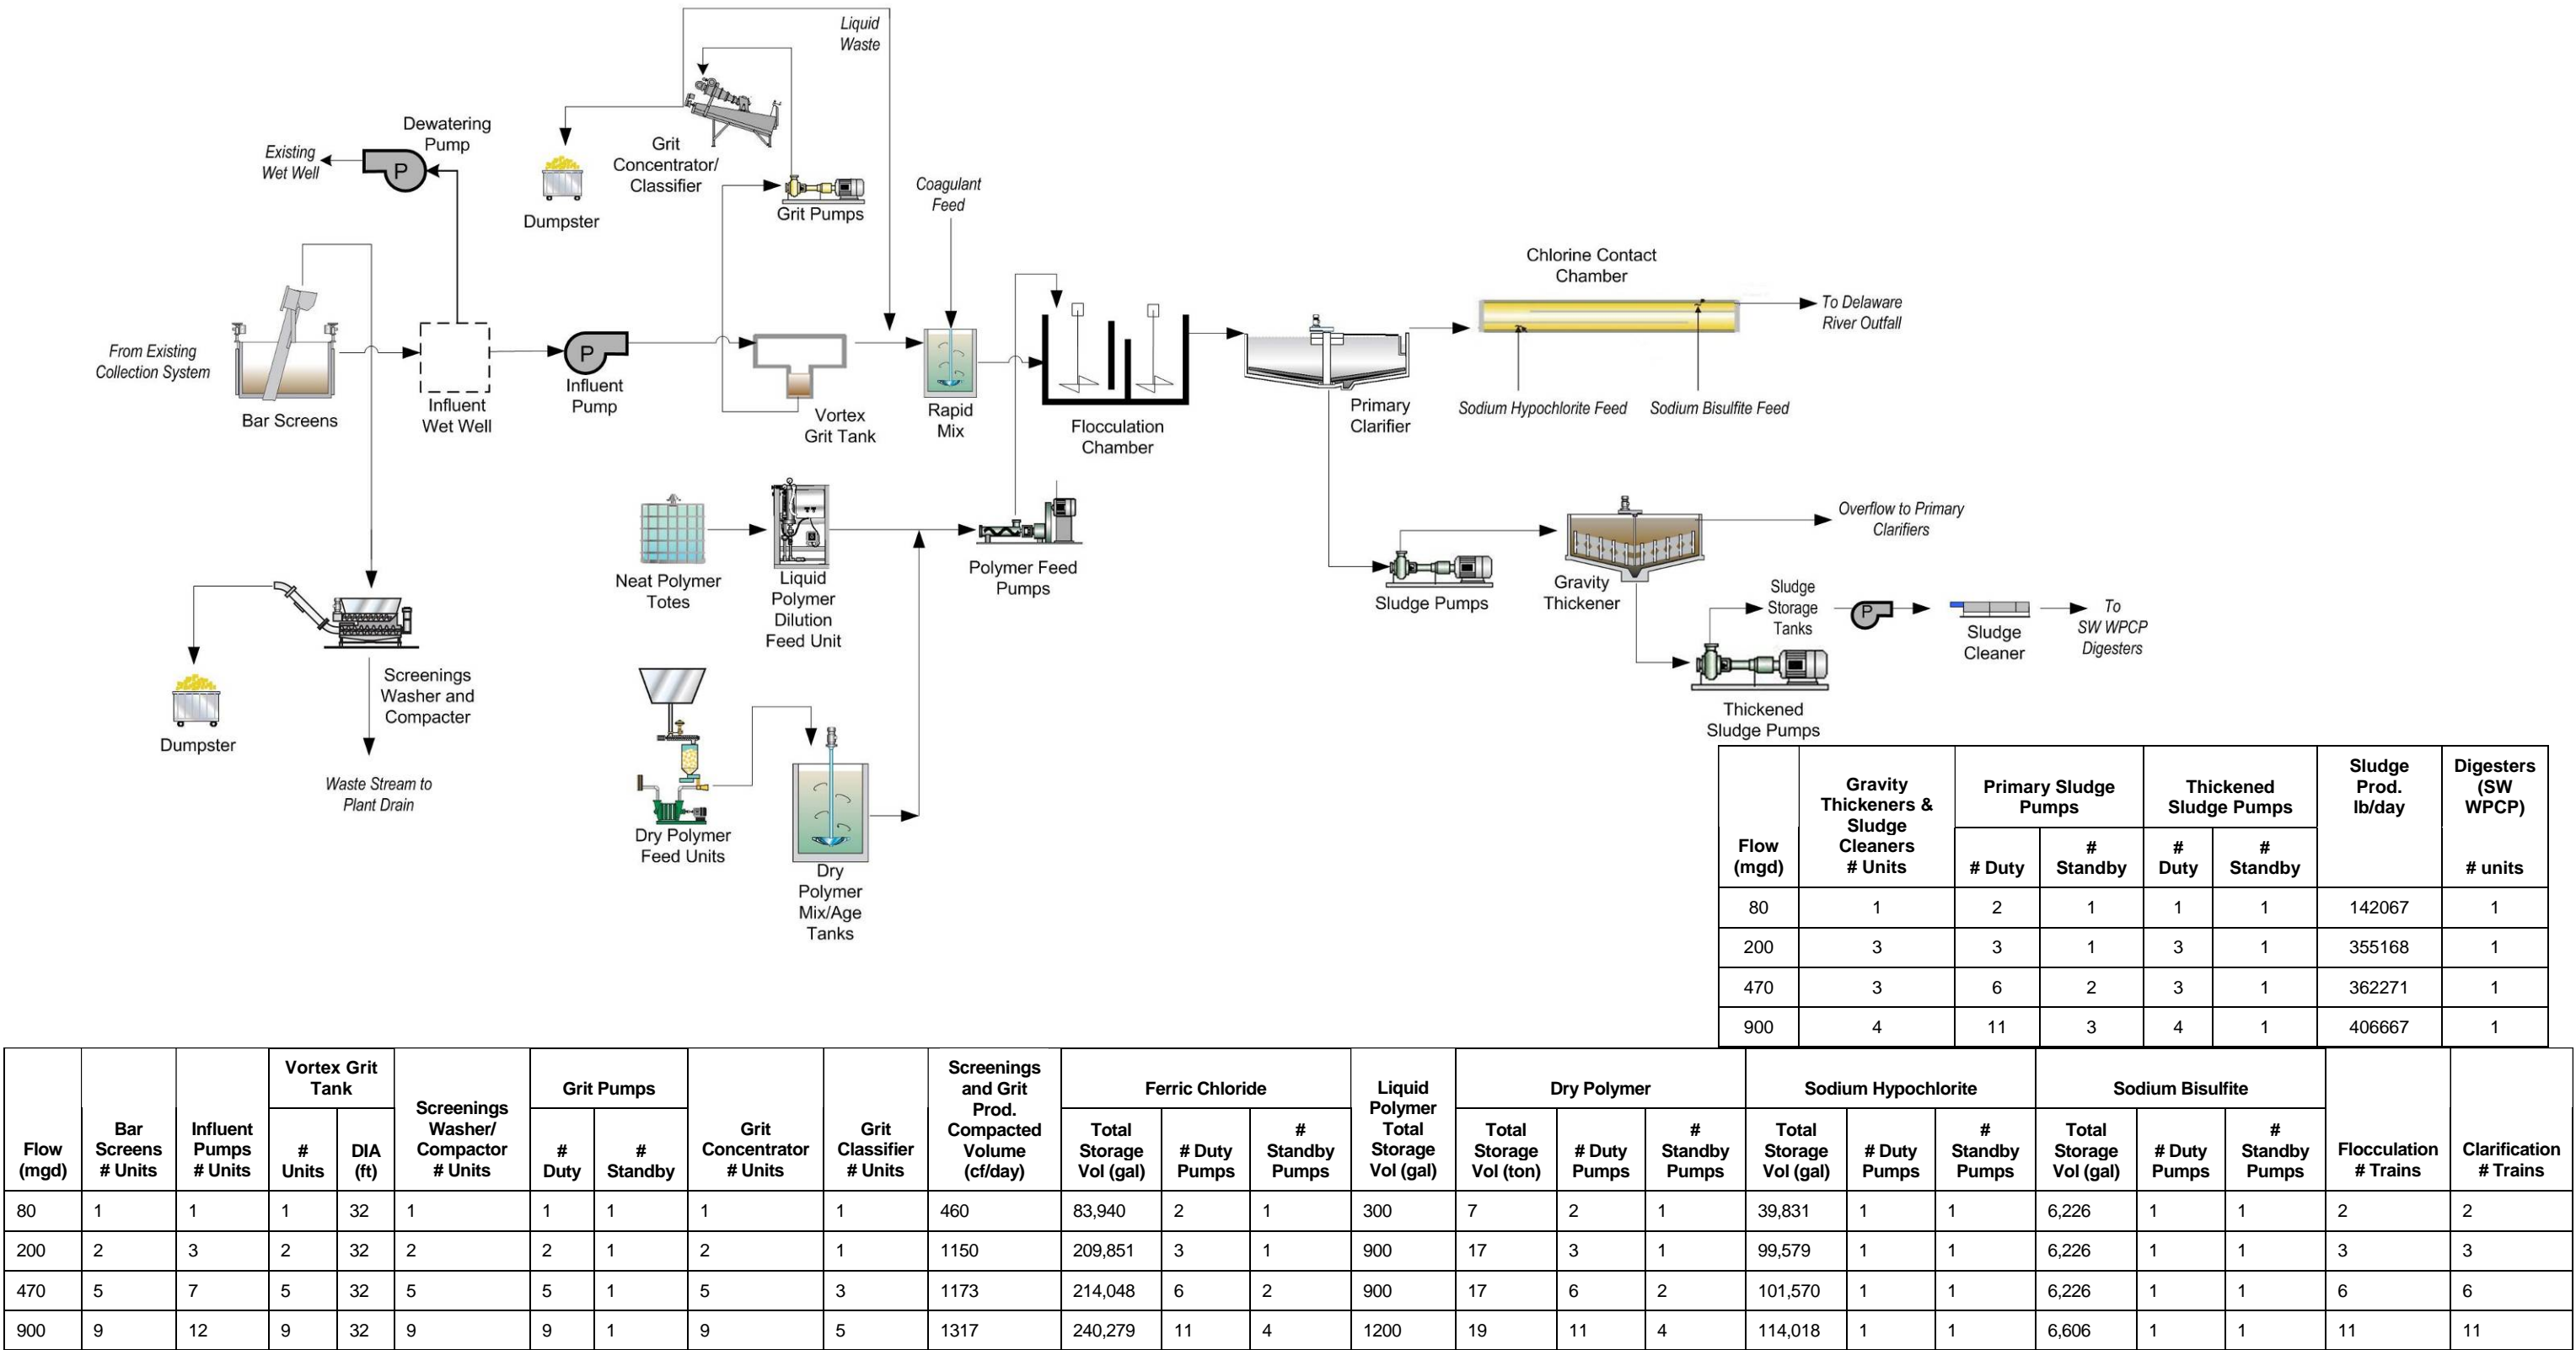 Liquid
Waste
Dewatering
Pump
Existing
Wet Well
P
Grit
Concentrator/
Classifier
Dumpster
Grit Pumps
Coagulant
Feed
From Existing
Collection System
Bar Screens
Influent
Wet Well
P
Influent
Pump
Vortex
Grit Tank
Rapid
Mix
Flocculation
Chamber
Primary
Clarifier
Chlorine Contact
Chamber
To Delaware
River Outfall
Sodium Hypochlorite Feed
Sodium Bisulfite Feed
Neat Polymer
Totes
Liquid
Polymer
Dilution
Feed Unit
Polymer Feed
Pumps
Sludge Pumps
Gravity
Thickener
Overflow to Primary
Clarifiers
Sludge
Storage
Tanks
P
Sludge
Cleaner
To
SW WPCP
Digesters
Thickened
Sludge Pumps
Screenings
Washer and
Compacter
Dumpster
Waste Stream to
Plant Drain
Dry Polymer
Feed Units
Dry
Polymer
Mix/Age
Tanks
Flow
(mgd)
Gravity
Thickeners &
Sludge
Cleaners
# Units
Primary Sludge
Pumps
# Duty
#
Standby
Thickened
Sludge Pumps
#
Duty
#
Standby
Sludge
Prod.
lb/day
Digesters
(SW
WPCP)
# units
80 1 2 1 1 1 142067 1
200 3 3 1 3 1 355168 1
470 3 6 2 3 1 362271 1
900 4 11 3 4 1 406667 1
Flow
(mgd)
Bar
Screens
# Units
Influent
Pumps
# Units
Vortex Grit
Tank
#
Units
DIA
(ft)
Screenings
Washer/
Compactor
# Units
Grit Pumps
#
Duty
#
Standby
Grit
Concentrator
# Units
Grit
Classifier
# Units
Screenings
and Grit
Prod.
Compacted
Volume
(cf/day)
Ferric Chloride
Total
Storage
Vol (gal)
# Duty
Pumps
#
Standby
Pumps
Liquid
Polymer
Total
Storage
Vol (gal)
Dry Polymer
Total
Storage
Vol (ton)
# Duty
Pumps
#
Standby
Pumps
Sodium Hypochlorite
Total
Storage
Vol (gal)
# Duty
Pumps
#
Standby
Pumps
Sodium Bisulfite
Total
Storage
Vol (gal)
# Duty
Pumps
#
Standby
Pumps
Flocculation
# Trains
Clarification
# Trains
80 1 1 1 32 1 1 1 1 1 460 83,940 2 1 300 7 2 1 39,831 1 1 6,226 1 1 2 2
200 2 3 2 32 2 2 1 2 1 1150 209,851 3 1 900 17 3 1 99,579 1 1 6,226 1 1 3 3
470 5 7 5 32 5 5 1 5 3 1173 214,048 6 2 900 17 6 2 101,570 1 1 6,226 1 1 6 6
900 9 12 9 32 9 9 1 9 5 1317 240,279 11 4 1200 19 11 4 114,018 1 1 6,606 1 1 11 11